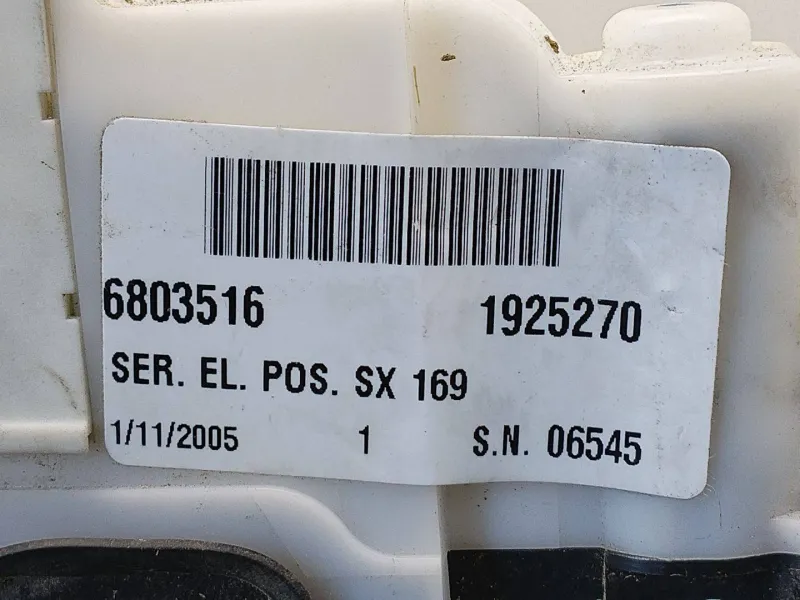 6803516 1925270
SER. EL. POS. SX 169
1/11/2005 1 S.N. 06545